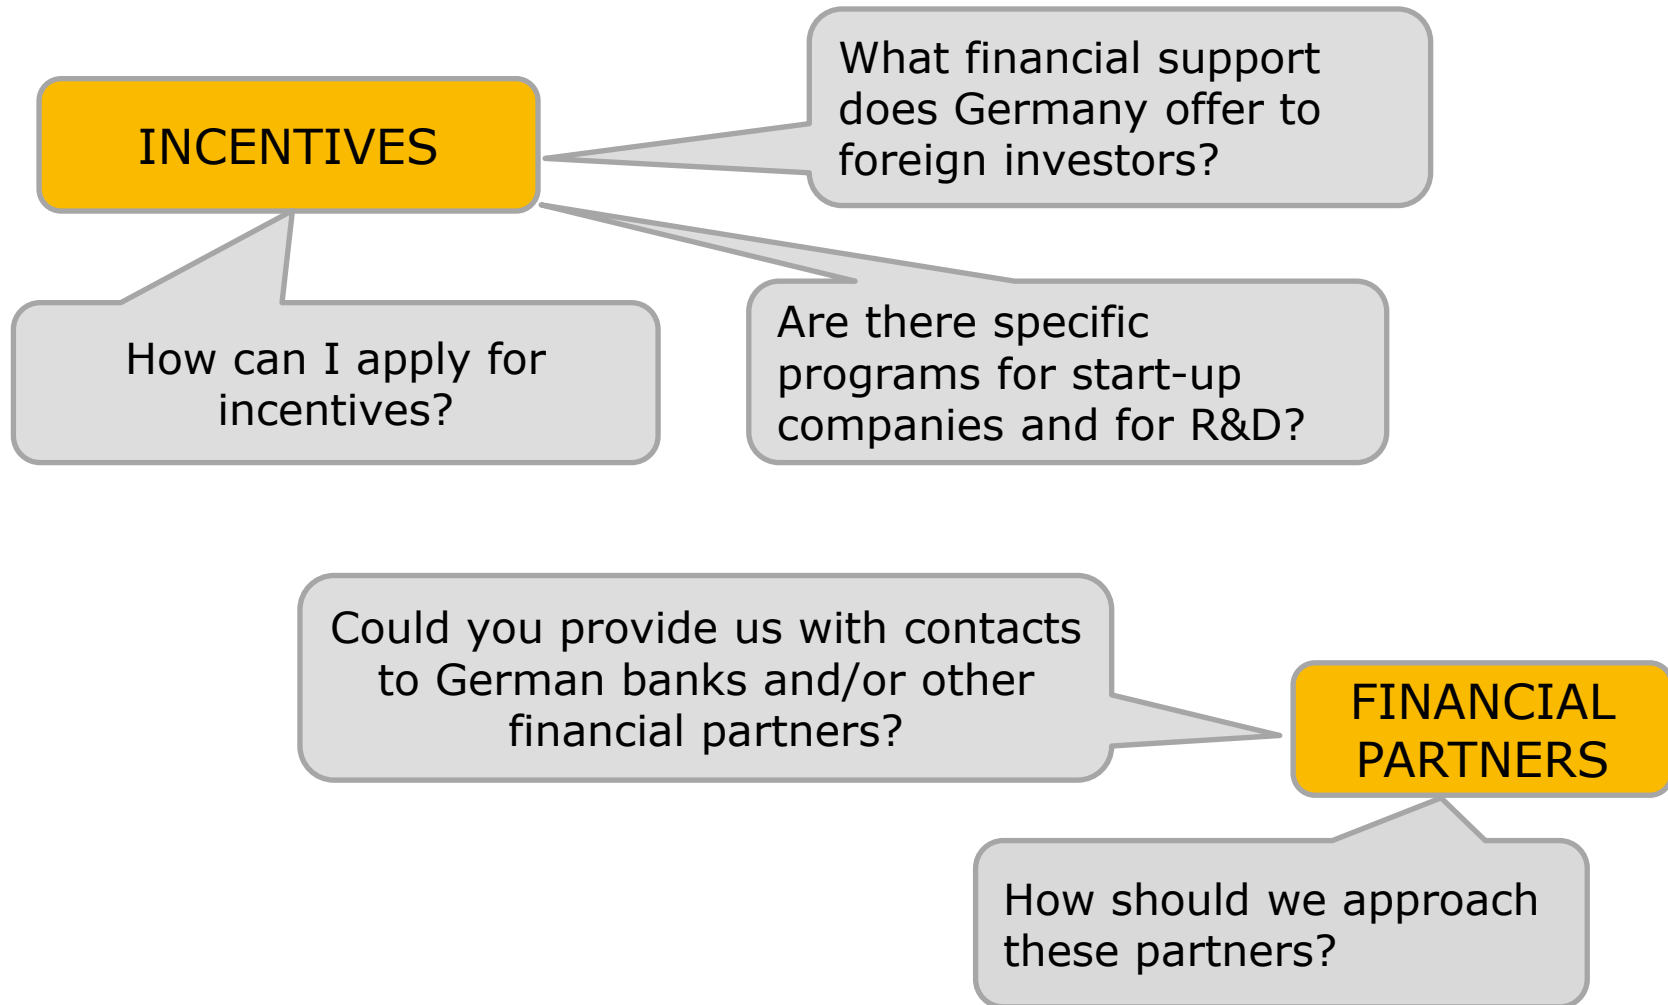 INCENTIVES
What financial support
does Germany offer to
foreign investors?
How can I apply for
incentives?
Are there specific
programs for start-up
companies and for R&D?
Could you provide us with contacts
to German banks and/or other
financial partners?
FINANCIAL
PARTNERS
How should we approach
these partners?